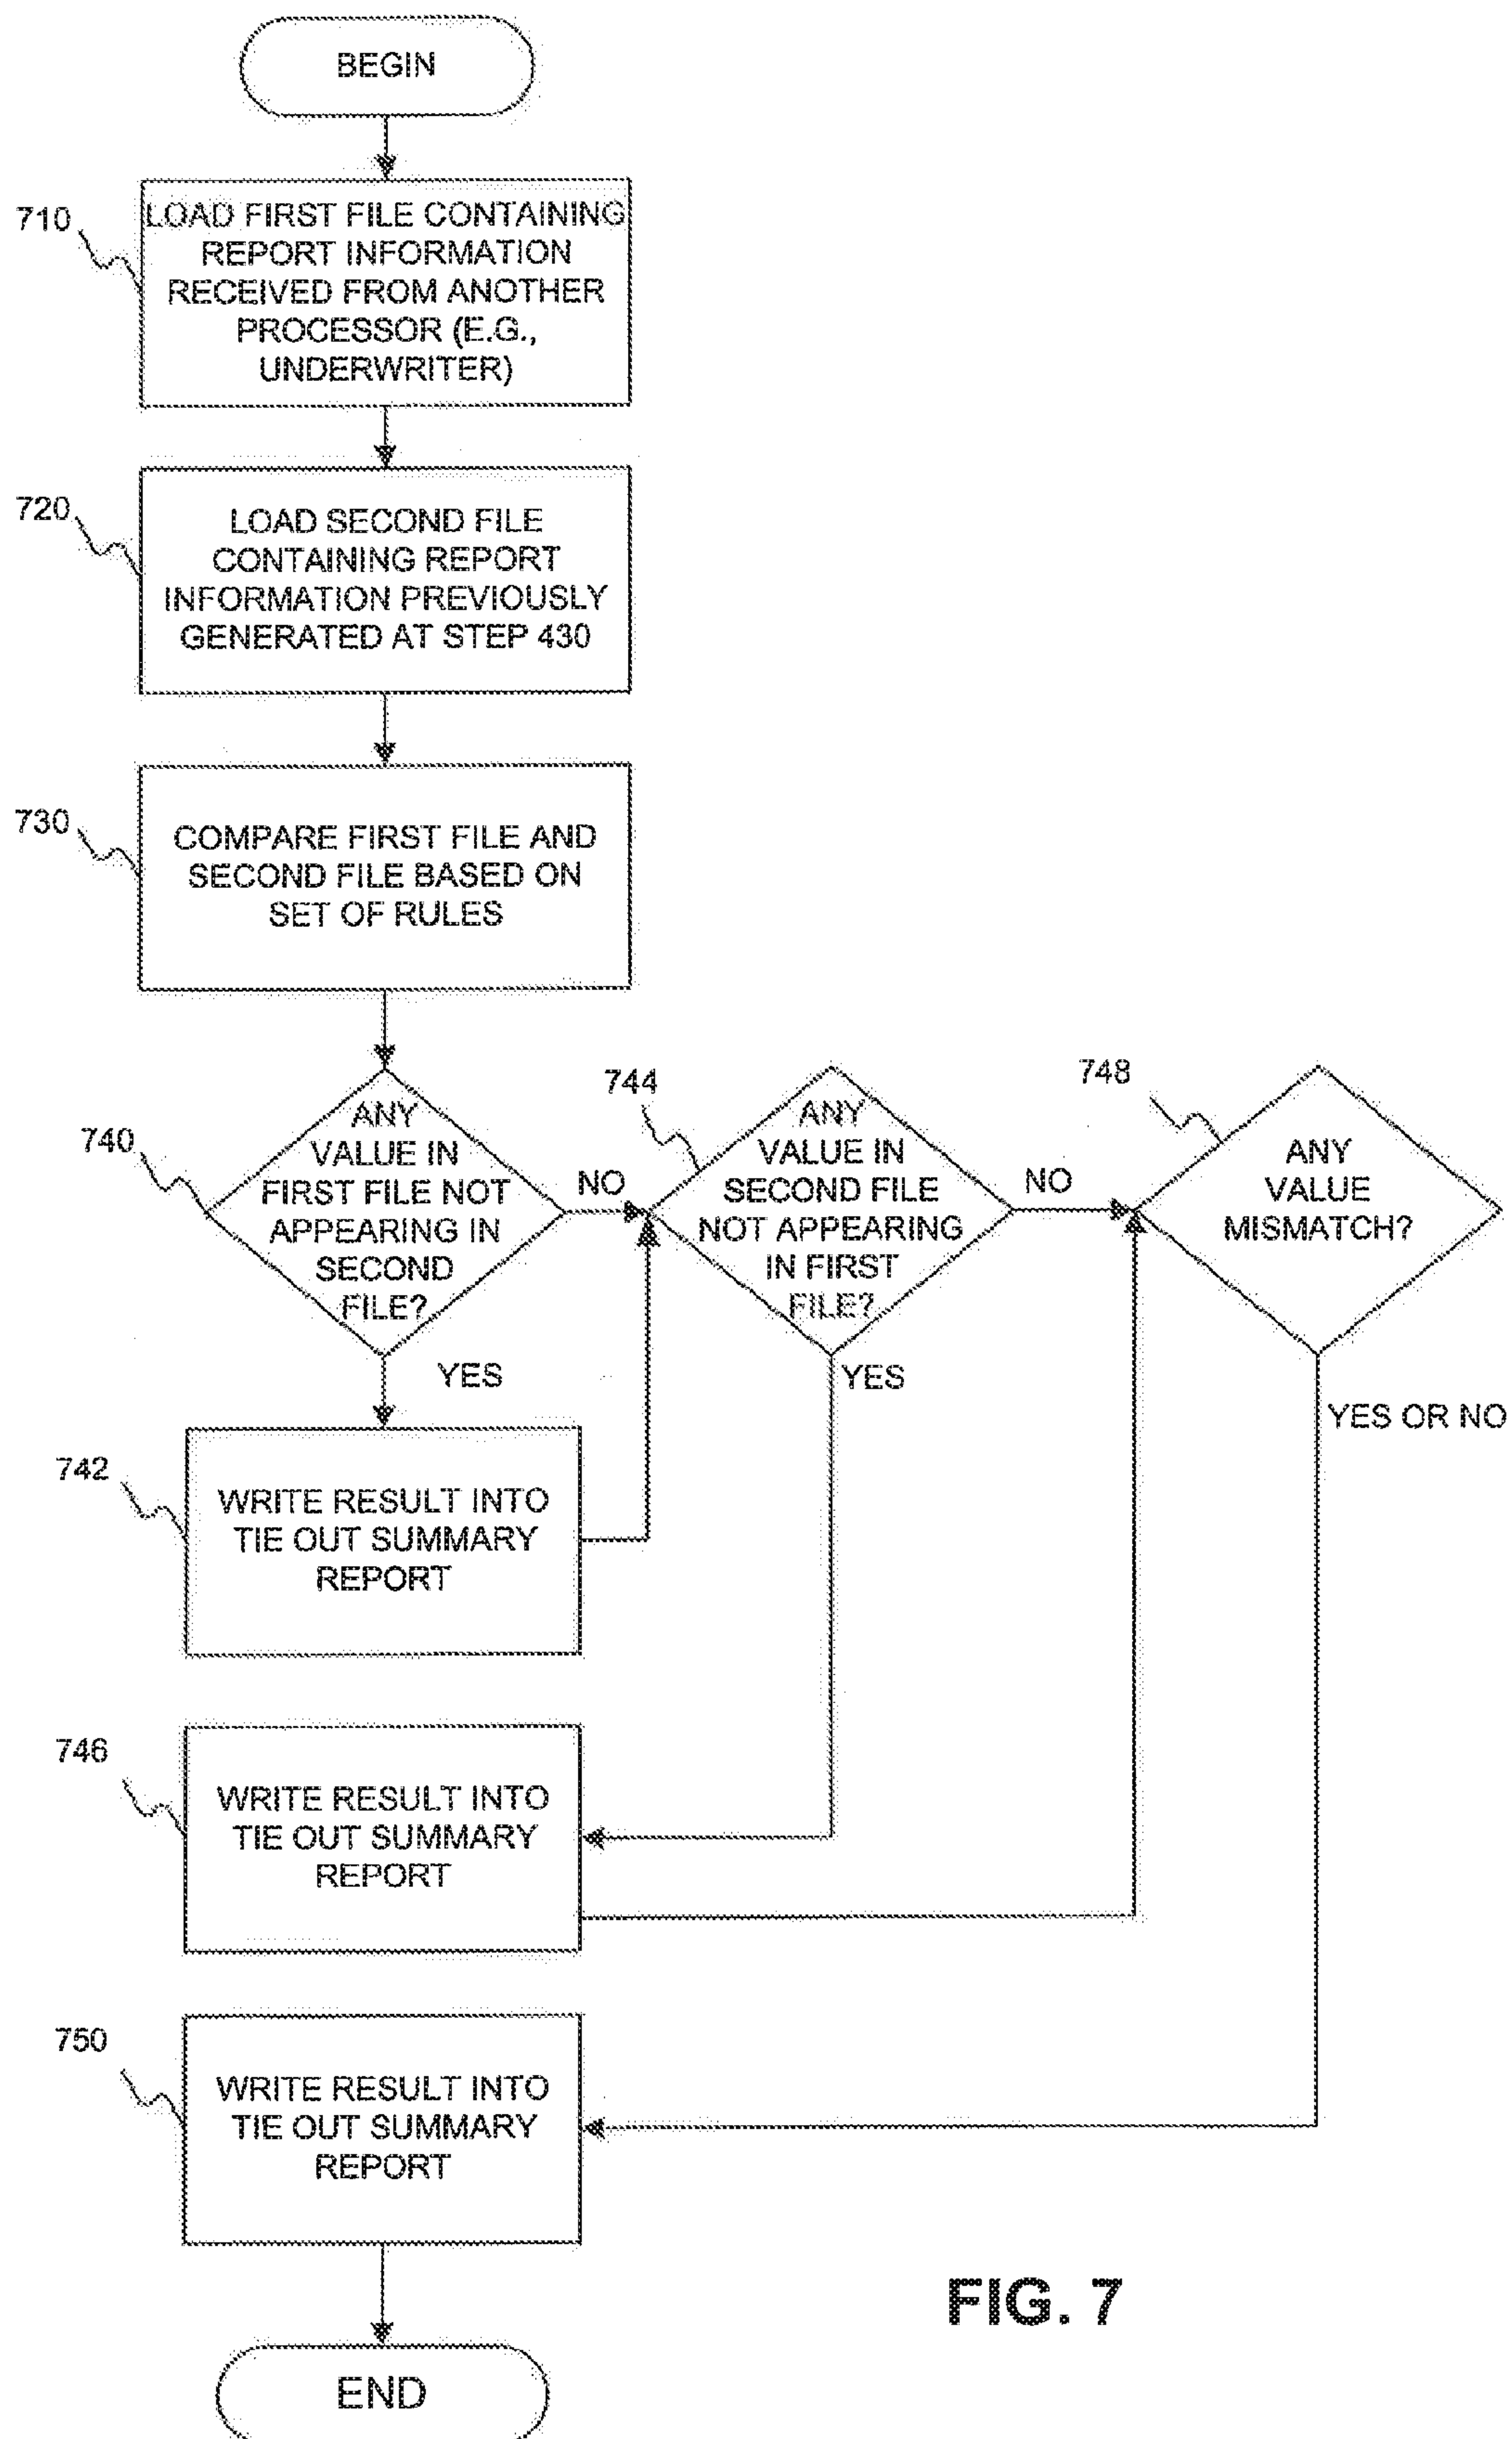 BEGIN
710
LOAD FIRST FILE CONTAINING
REPORT INFORMATION
RECEIVED FROM ANOTHER
PROCESSOR (E.G.,
UNDERWRITER)
720
LOAD SECOND FILE
CONTAINING REPORT
INFORMATION PREVIOUSLY
GENERATED AT STEP 430
730
COMPARE FIRST FILE AND
SECOND FILE BASED ON
SET OF RULES
740
ANY
VALUE IN
FIRST FILE NOT
APPEARING IN
SECOND
FILE?
NO
YES
744
ANY
VALUE IN
SECOND FILE
NOT APPEARING
IN FIRST
FILE?
NO
YES
748
ANY
VALUE
MISMATCH?
YES OR NO
742
WRITE RESULT INTO
TIE OUT SUMMARY
REPORT
746
WRITE RESULT INTO
TIE OUT SUMMARY
REPORT
750
WRITE RESULT INTO
TIE OUT SUMMARY
REPORT
END
FIG. 7